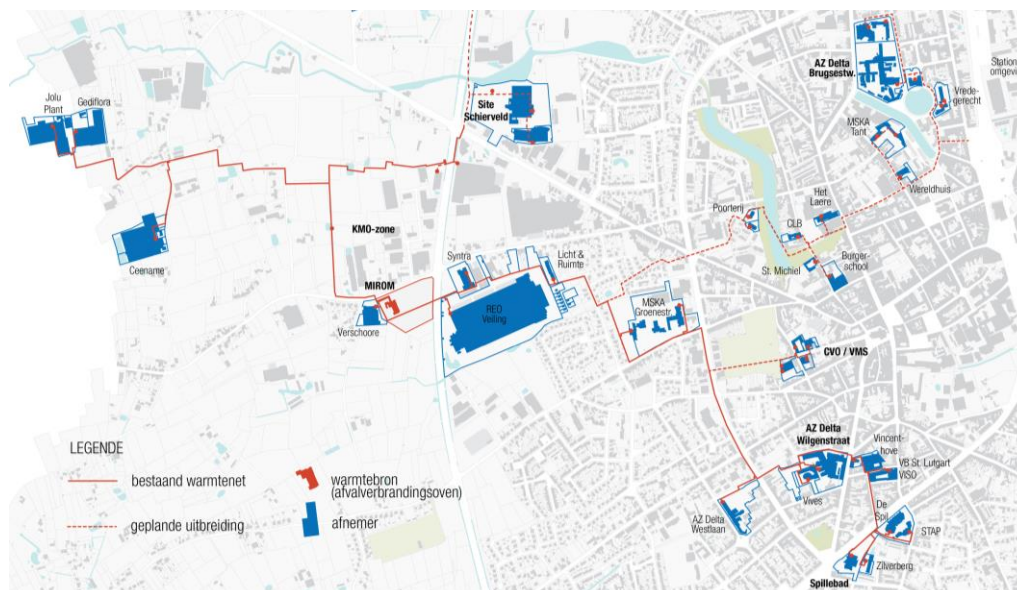 AZ Delta
Brugsestw.
Station
omgevi
Jolu
Plant
Gediflora
Site
Schierveld
Vrede-
gerecht
MSKA
Tant
Wereldhuis
Het
Laere
Poorterij
CLB
KMO-zone
Ceename
St. Michiel
Burger-
school
Syntra
Licht &
Ruimte
MIROM
REO
Veiling
MSKA
Groenestr.
Verschoore
CVO / VMS
AZ Delta
Wilgenstraat
Vincent-
hove
VB St. Lutgart
VISO
Vives
De
Spil
STAP
AZ Delta
Westlaan
Zilverberg
Spillebad
LEGENDE
bestaand warmtenet
warmtebron
(afvalverbrandingsoven)
geplande uitbreiding
afnemer